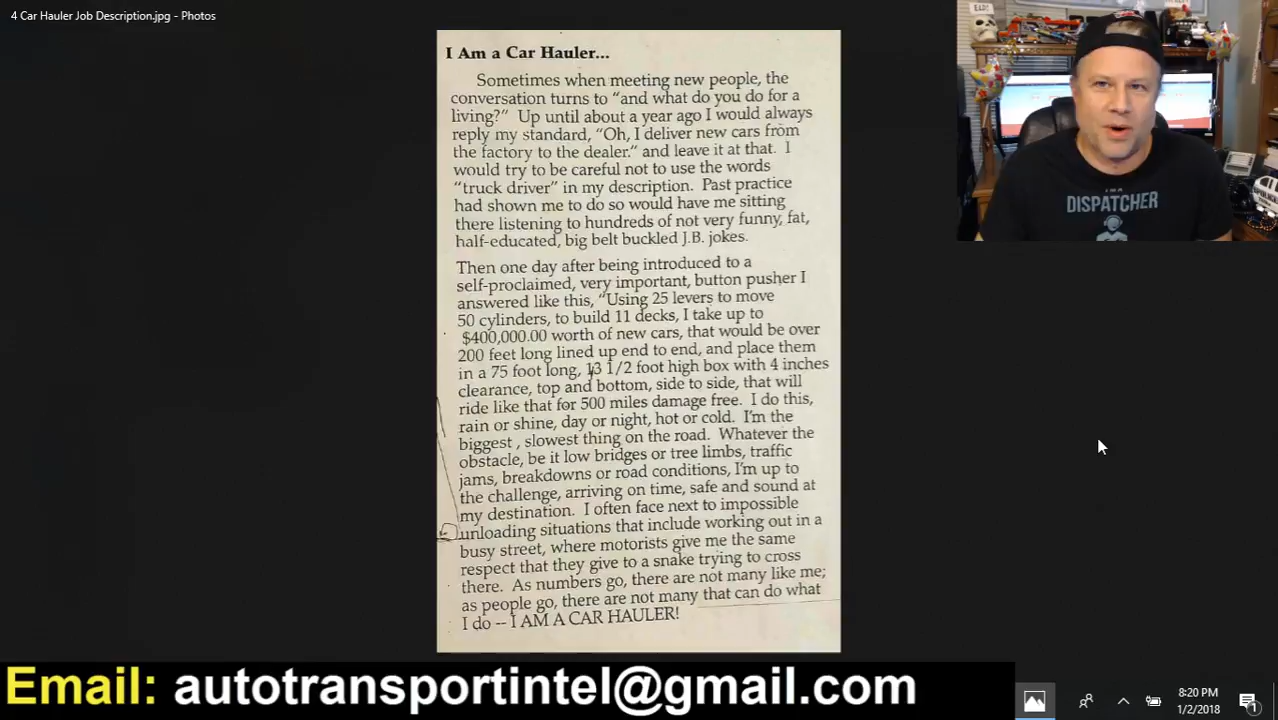 4 Car Hauler Job Description.jpg - Photos
I Am a Car Hauler...
Sometimes when meeting new people, the
conversation turns to "and what do you do for a
living?" Up until about a year ago I would always
reply my standard, "Oh, I deliver new cars from
the factory to the dealer." and leave it at that. I
would try to be careful not to use the words
"truck driver" in my description. Past practice
had shown me to do so would have me sitting
there listening to hundreds of not very funny, fat,
half-educated, big belt buckled J.B. jokes.
Then one day after being introduced to a
self-proclaimed, very important, button pusher I
answered like this, "Using 25 levers to move
50 cylinders, to build 11 decks, I take up to
$400,000.00 worth of new cars, that would be over
200 feet long lined up end to end, and place them
in a 75 foot long, 13 1/2 foot high box with 4 inches
clearance, top and bottom, side to side, that will
ride like that for 500 miles damage free. I do this,
rain or shine, day or night, hot or cold. I'm the
biggest , slowest thing on the road. Whatever the
obstacle, be it low bridges or tree limbs, traffic
jams, breakdowns or road conditions, I'm up to
the challenge, arriving on time, safe and sound at
my destination. I often face next to impossible
unloading situations that include working out in a
busy street, where motorists give me the same
respect that they give to a snake trying to cross
there. As numbers go, there are not many like me;
as people go, there are not many that can do what
I do -- I AM A CAR HAULER!
DISPATCHER
Email: autotransportintel@gmail.com
8:20 PM
1/2/2018
1